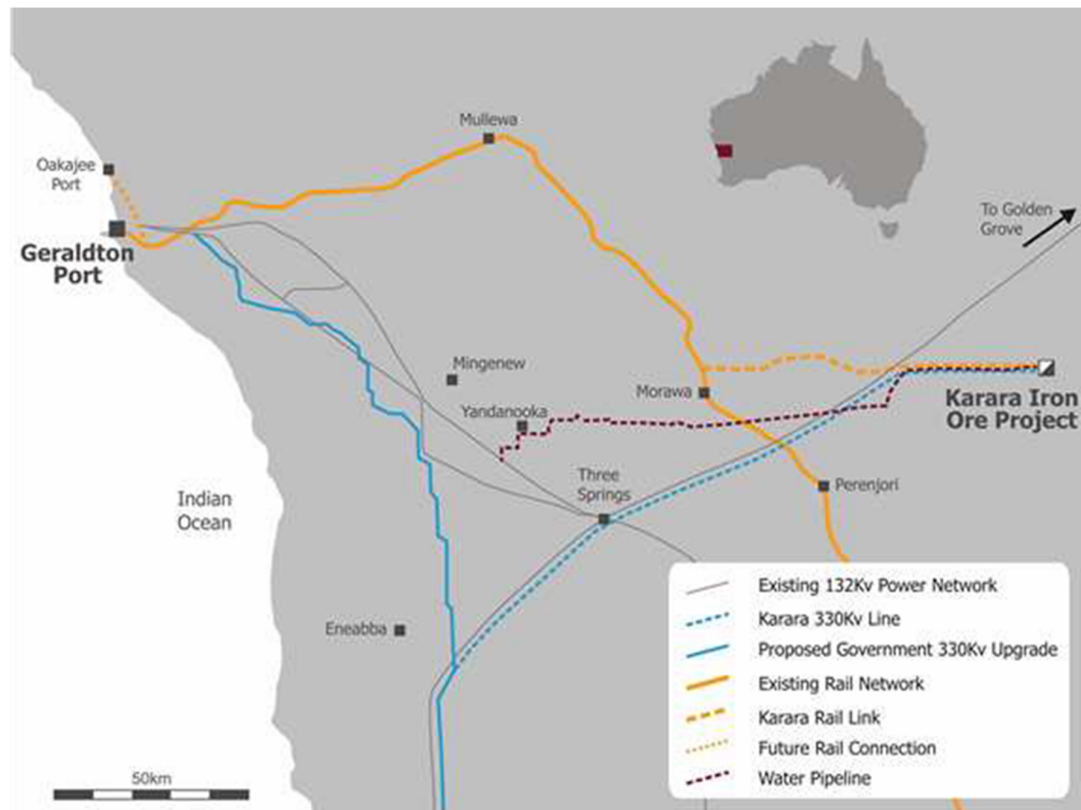 Mullewa
Oakajee
Port
To Golden
Grove
Geraldton
Port
Mingenew
Morawa
Karara Iron
Ore Project
Yandanooka
Three
Springs
Perenjori
Indian
Ocean
Eneabba
Existing 132Kv Power Network
Karara 330Kv Line
Proposed Government 330Kv Upgrade
Existing Rail Network
Karara Rail Link
Future Rail Connection
Water Pipeline
50km